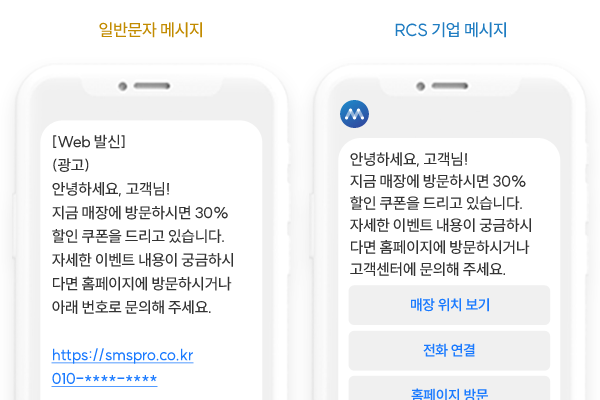 일반문자 메시지
[Web 발신]
(광고)
안녕하세요, 고객님!
지금 매장에 방문하시면 30%
할인 쿠폰을 드리고 있습니다.
자세한 이벤트 내용이 궁금하시
다면 홈페이지에 방문하시거나
아래 번호로 문의해 주세요.
https://smspro.co.kr
010-****-****
RCS 기업 메시지
안녕하세요, 고객님!
지금 매장에 방문하시면 30%
할인 쿠폰을 드리고 있습니다.
자세한 이벤트 내용이 궁금하시
다면 홈페이지에 방문하시거나
고객센터에 문의해 주세요.
매장 위치 보기
전화 연결
홈페이지 방문